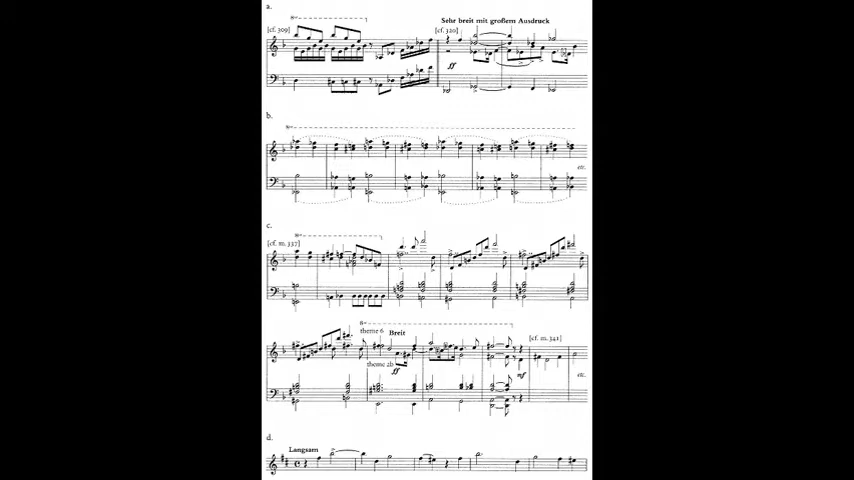 a.
Sehr breit mit großem Ausdruck
[cf. 309] [cf. 320]
ff
b.
etc.
c.
[cf. m. 337]
theme 6 Breit
[cf. m. 341]
theme 2b
ff mf
etc.
d.
Langsam